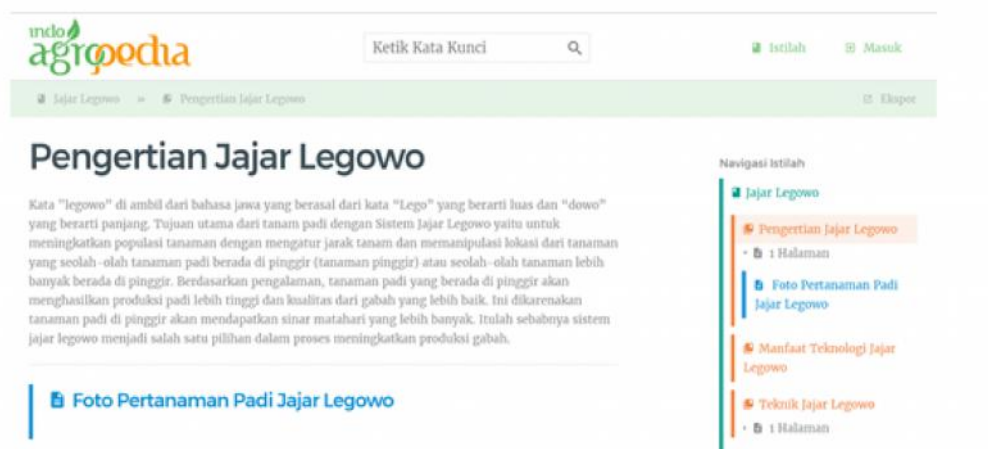 indo
agropedia
Ketik Kata Kunci
Istilah
Masuk
Jajar Legowo » Pengertian Jajar Legowo
Ekspor
Pengertian Jajar Legowo
Kata "legowo" di ambil dari bahasa jawa yang berasal dari kata “Lego” yang berarti luas dan “dowo”
yang berarti panjang. Tujuan utama dari tanam padi dengan Sistem Jajar Legowo yaitu untuk
meningkatkan populasi tanaman dengan mengatur jarak tanam dan memanipulasi lokasi dari tanaman
yang seolah-olah tanaman padi berada di pinggir (tanaman pinggir) atau seolah-olah tanaman lebih
banyak berada di pinggir. Berdasarkan pengalaman, tanaman padi yang berada di pinggir akan
menghasilkan produksi padi lebih tinggi dan kualitas dari gabah yang lebih baik. Ini dikarenakan
tanaman padi di pinggir akan mendapatkan sinar matahari yang lebih banyak. Itulah sebabnya sistem
jajar legowo menjadi salah satu pilihan dalam proses meningkatkan produksi gabah.
Foto Pertanaman Padi Jajar Legowo
Navigasi Istilah
Jajar Legowo
Pengertian Jajar Legowo
1 Halaman
Foto Pertanaman Padi
Jajar Legowo
Manfaat Teknologi Jajar
Legowo
Teknik Jajar Legowo
1 Halaman